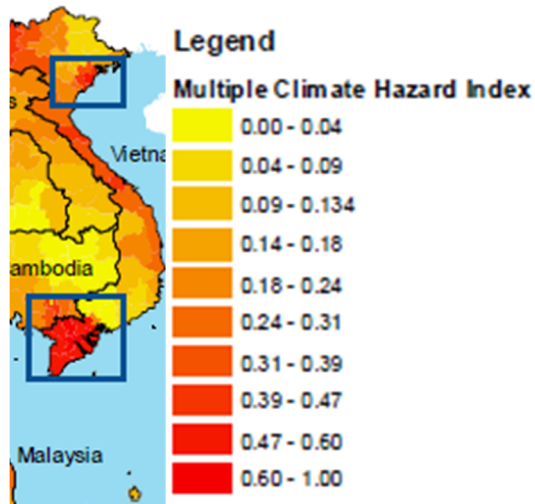 Legend
Multiple Climate Hazard Index
0.00 - 0.04
0.04 - 0.09
0.09 - 0.134
0.14 - 0.18
0.18 - 0.24
0.24 - 0.31
0.31 - 0.39
0.39 - 0.47
0.47 - 0.60
0.60 - 1.00
s
Vietna
ambodia
Malaysia